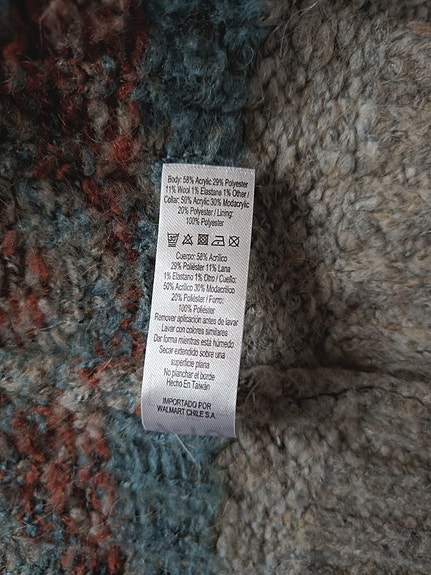 Body: 58% Acrylic 29% Polyester
11% Wool 1% Elastane 1% Other /
Collar: 50% Acrylic 30% Modacrylic
20% Polyester / Lining:
100% Polyester
Cuerpo: 58% Acrílico
29% Poliéster 11% Lana
1% Elastano 1% Otro / Cuello:
50% Acrílico 30% Modacrílico
20% Poliéster / Forro:
100% Poliéster
Remover aplicación antes de lavar
Lavar con colores similares
Dar forma mientras está húmedo
Secar extendido sobre una
superficie plana
No planchar el borde
Hecho En Taiwán
IMPORTADO POR
WALMART CHILE S.A.